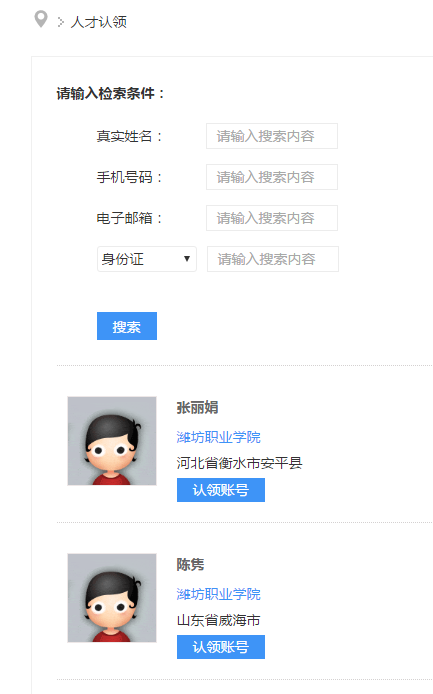 > 人才认领
请输入检索条件：
真实姓名： 请输入搜索内容
手机号码： 请输入搜索内容
电子邮箱： 请输入搜索内容
身份证 请输入搜索内容
搜索
张丽娟
潍坊职业学院
河北省衡水市安平县
认领账号
陈隽
潍坊职业学院
山东省威海市
认领账号